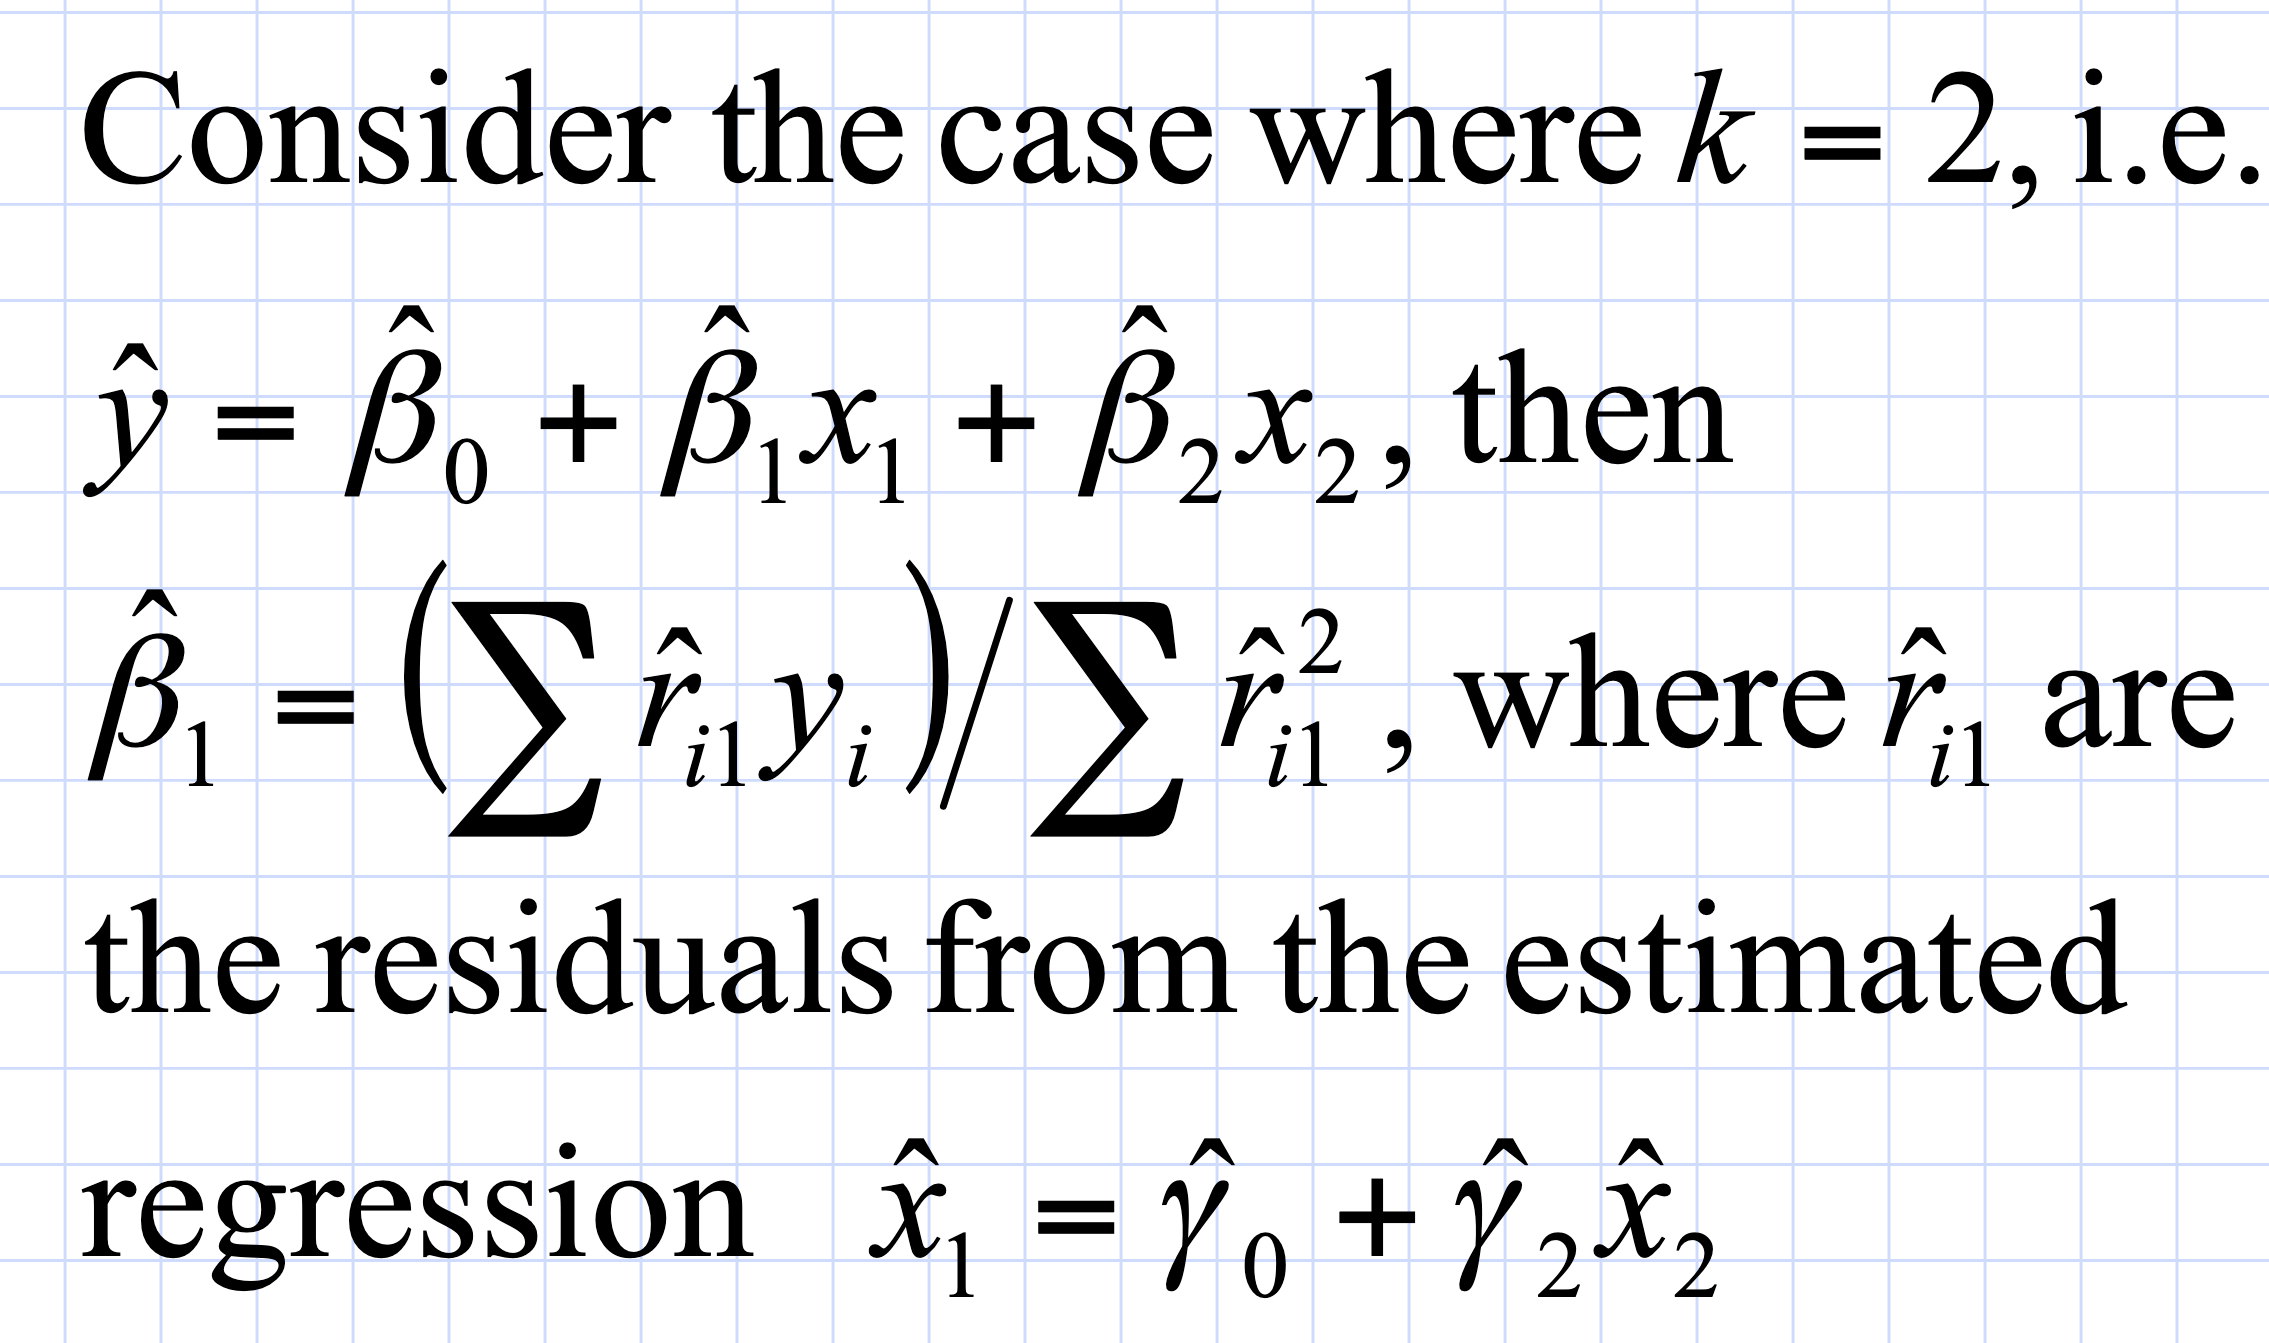 Consider the case where k = 2, i.e.
ŷ = β̂₀ + β̂₁x₁ + β̂₂x₂, then
β̂₁ = (∑ r̂ᵢ₁yᵢ)/∑ r̂ᵢ₁², where r̂ᵢ₁ are
the residuals from the estimated
regression x̂₁ = γ̂₀ + γ̂₂x̂₂